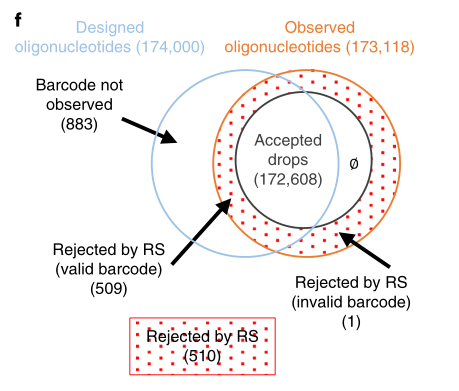 f
Designed
oligonucleotides (174,000)
Observed
oligonucleotides (173,118)
Barcode not
observed
(883)
Accepted
drops
(172,608)
ø
Rejected by RS
(valid barcode)
(509)
Rejected by RS
(invalid barcode)
(1)
Rejected by RS
(510)